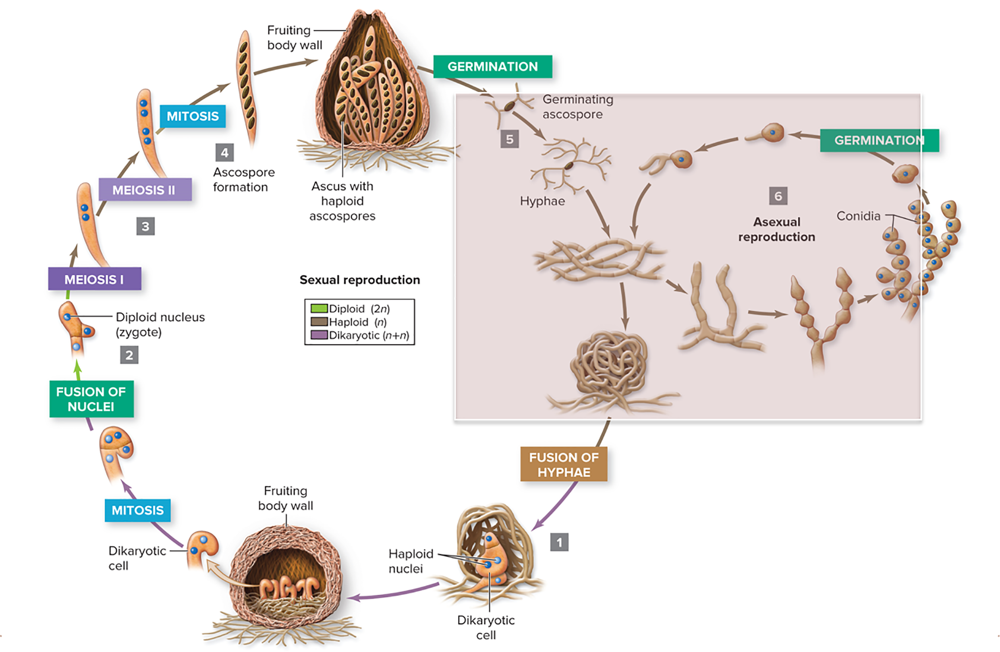 Fruiting
body wall
GERMINATION
Germinating
ascospore
5
GERMINATION
MITOSIS
4
Ascospore
formation
Ascus with
haploid
ascospores
Hyphae
6
Asexual
reproduction
Conidia
MEIOSIS II
3
MEIOSIS I
Sexual reproduction
Diploid (2n)
Haploid (n)
Dikaryotic (n+n)
Diploid nucleus
(zygote)
2
FUSION OF
NUCLEI
FUSION OF
HYPHAE
MITOSIS
Fruiting
body wall
Dikaryotic
cell
Haploid
nuclei
1
Dikaryotic
cell